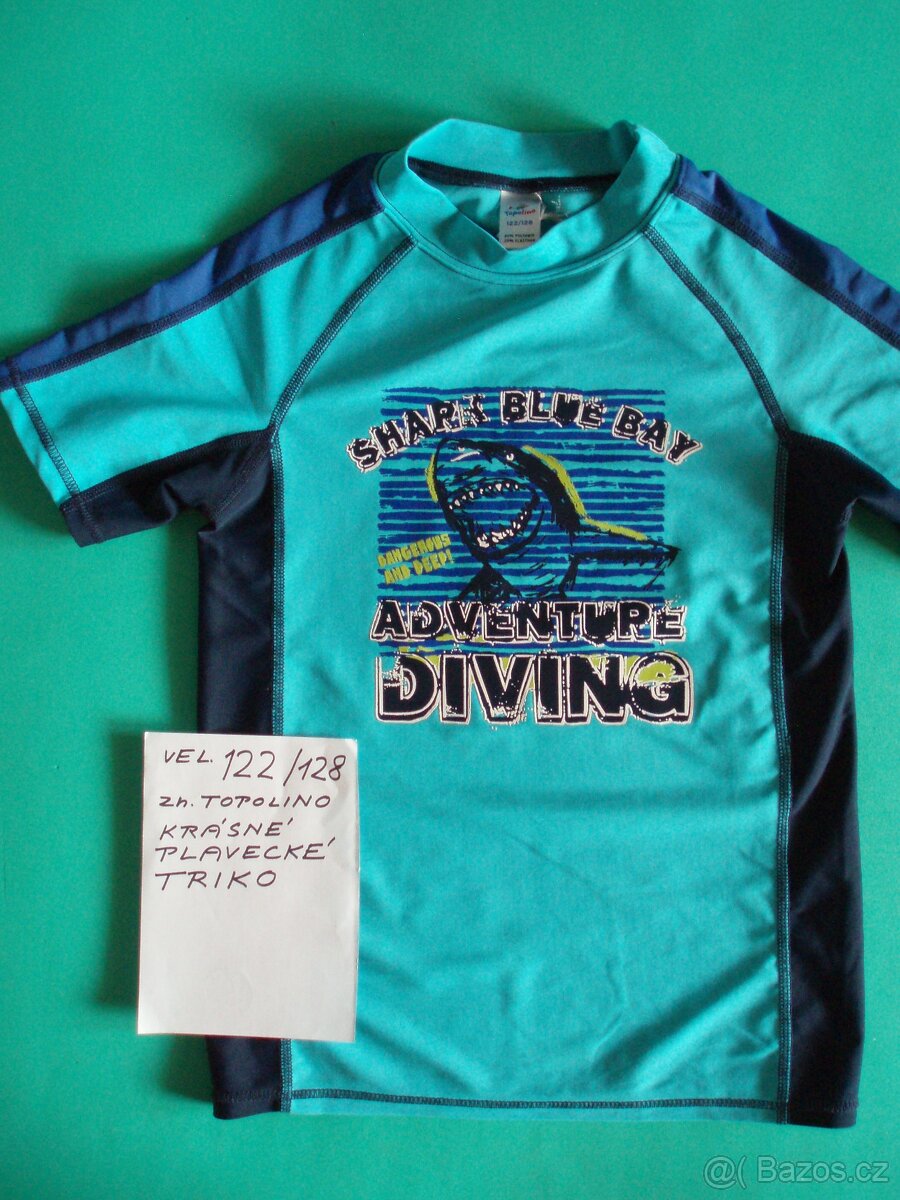 Topolino
122/128
SHARK BLUE BAY
DANGEROUS
AND DEEP!
ADVENTURE
DIVING
VEL. 122/128
zn. TOPOLINO
KRÁSNÉ
PLAVECKÉ
TRIKO
@( Bazos.cz